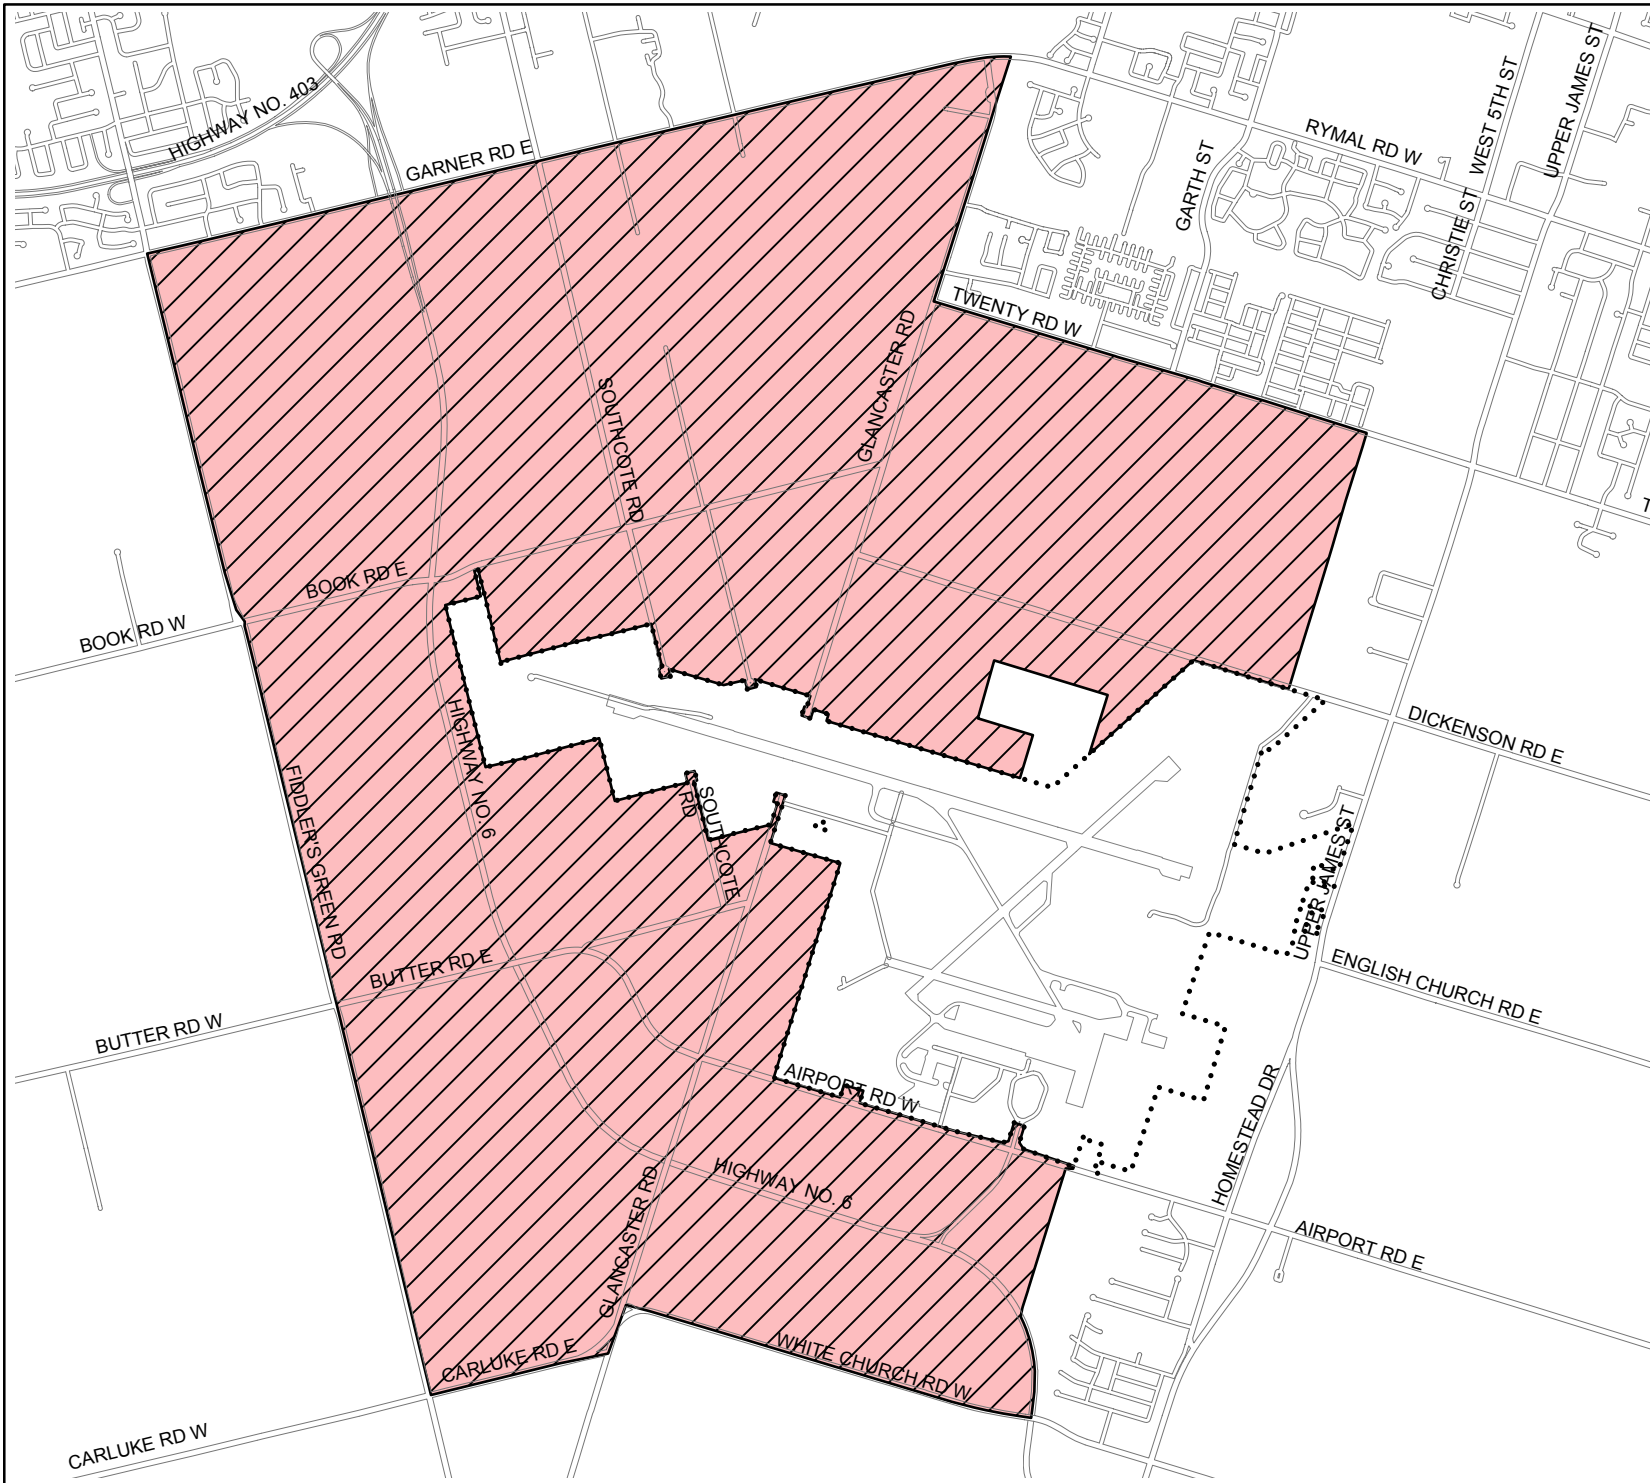 HIGHWAY NO. 403
GARNER RD E
RYMAL RD W
WEST 5TH ST
UPPER JAMES ST
GARTH ST
CHRISTIE ST
TWENTY RD W
GLANCASTER RD
SOUTHCOTE RD
T
BOOK RD E
BOOK RD W
HIGHWAY NO. 6
DICKENSON RD E
FIDDLER'S GREEN RD
SOUTHCOTE
RD
UPPER JAMES ST
BUTTER RD E
ENGLISH CHURCH RD E
BUTTER RD W
AIRPORT RD W
HOMESTEAD DR
HIGHWAY NO. 6
GLANCASTER RD
AIRPORT RD E
CARLUKE RD E
WHITE CHURCH RD W
CARLUKE RD W